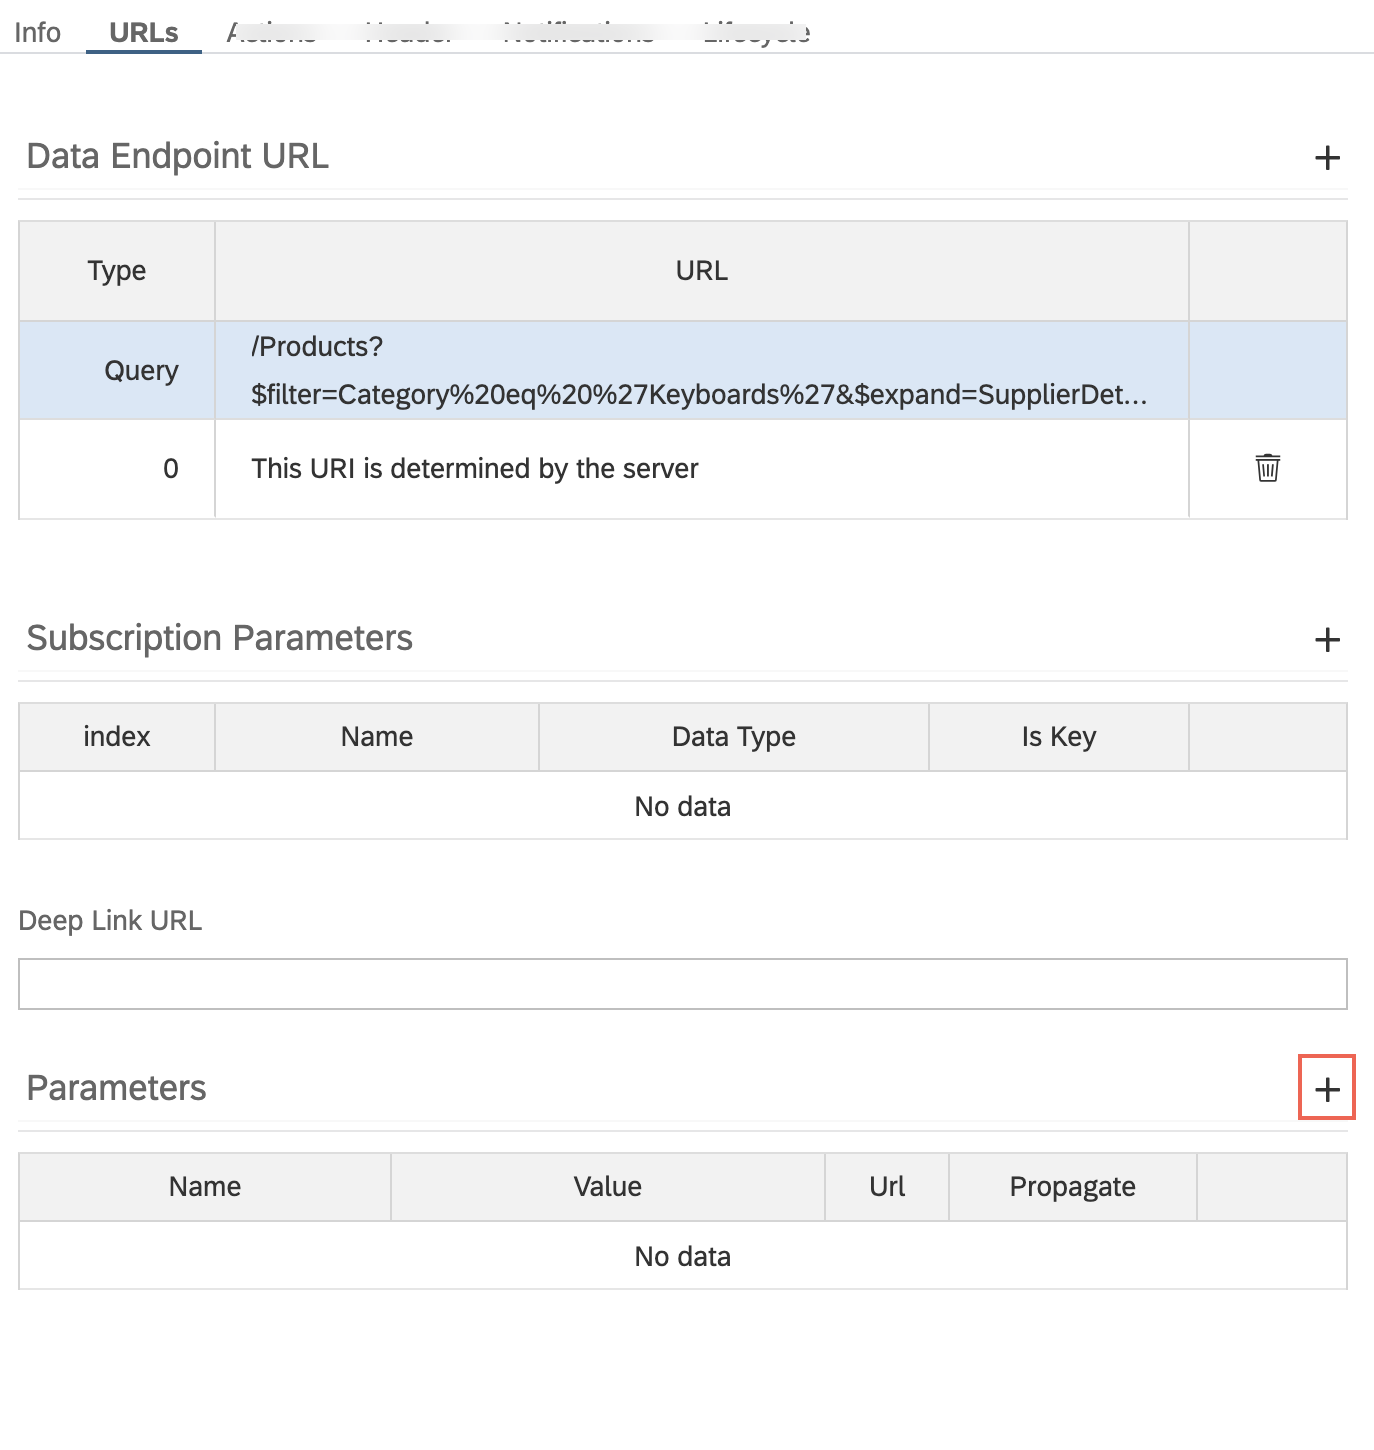 Info URLs Actions Header Notifications Lifecycle
Data Endpoint URL
Type URL
Query /Products?
$filter=Category%20eq%20%27Keyboards%27&$expand=SupplierDet...
0 This URI is determined by the server
Subscription Parameters
index Name Data Type Is Key
No data
Deep Link URL
Parameters
Name Value Url Propagate
No data